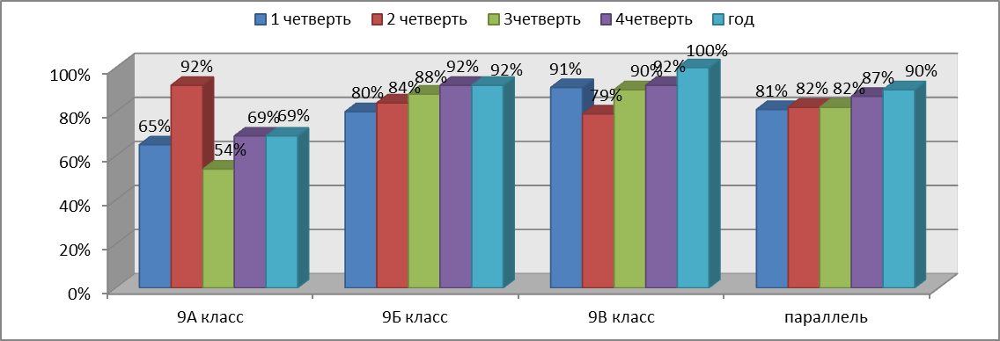 1 четверть 2 четверть 3четверть 4четверть год
100%
80%
60%
40%
20%
0%
65% 92% 54% 69% 69%
80% 84% 88% 92% 92%
91% 79% 90% 92% 100%
81% 82% 82% 87% 90%
9А класс 9Б класс 9В класс параллель